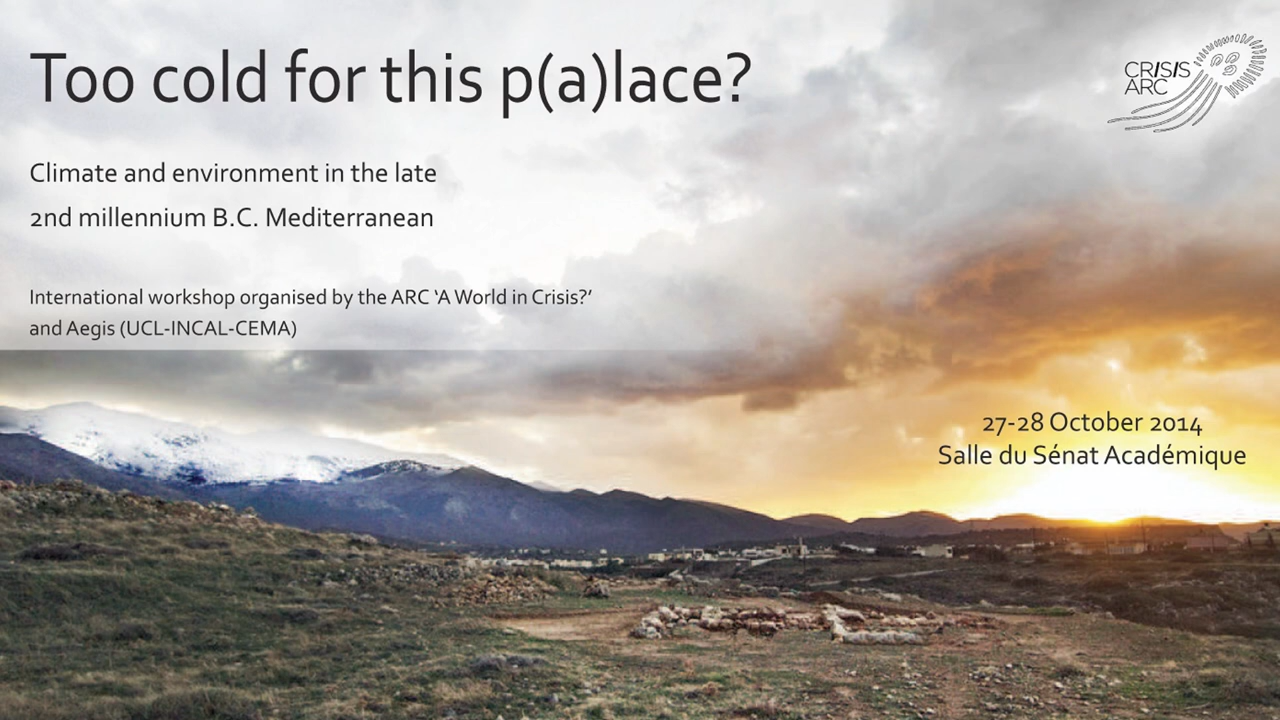 Too cold for this p(a)lace?
CRISIS
ARC
Climate and environment in the late
2nd millennium B.C. Mediterranean
International workshop organised by the ARC ‘A World in Crisis?’
and Aegis (UCL-INCAL-CEMA)
27-28 October 2014
Salle du Sénat Académique